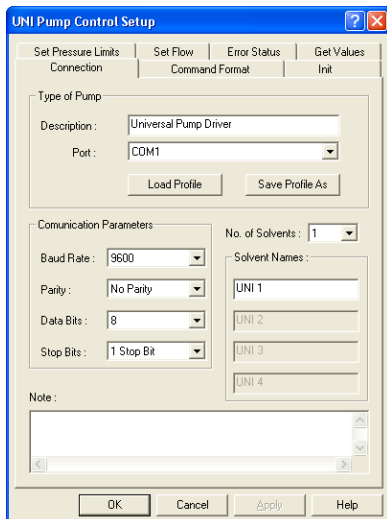 UNI Pump Control Setup
Set Pressure Limits Set Flow Error Status Get Values
Connection Command Format Init
Type of Pump
Description : Universal Pump Driver
Port : COM1
Load Profile Save Profile As
Comunication Parameters
No. of Solvents : 1
Baud Rate : 9600
Solvent Names :
Parity : No Parity
UNI 1
Data Bits : 8
UNI 2
Stop Bits : 1 Stop Bit
UNI 3
UNI 4
Note :
OK Cancel Apply Help